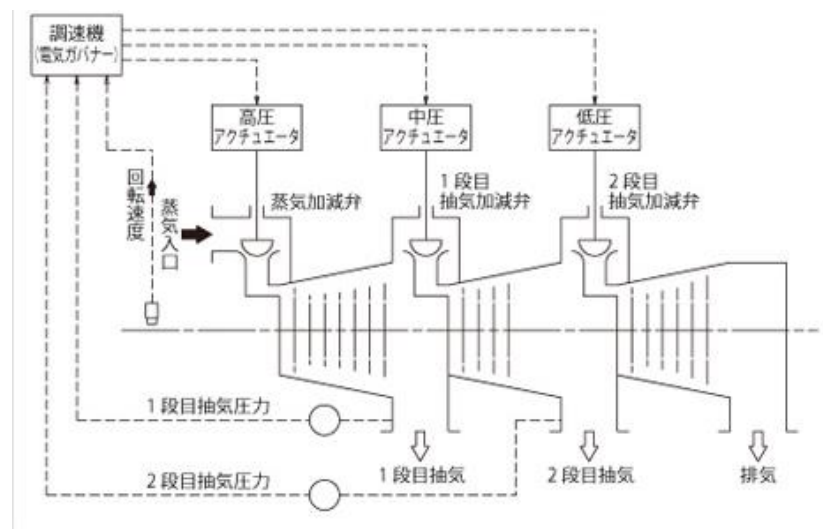 調速機
(電気ガバナー)
高圧
アクチュエータ
中圧
アクチュエータ
低圧
アクチュエータ
回転速度
蒸気入口
蒸気加減弁
1段目
抽気加減弁
2段目
抽気加減弁
1段目抽気圧力
2段目抽気圧力
1段目抽気
2段目抽気
排気